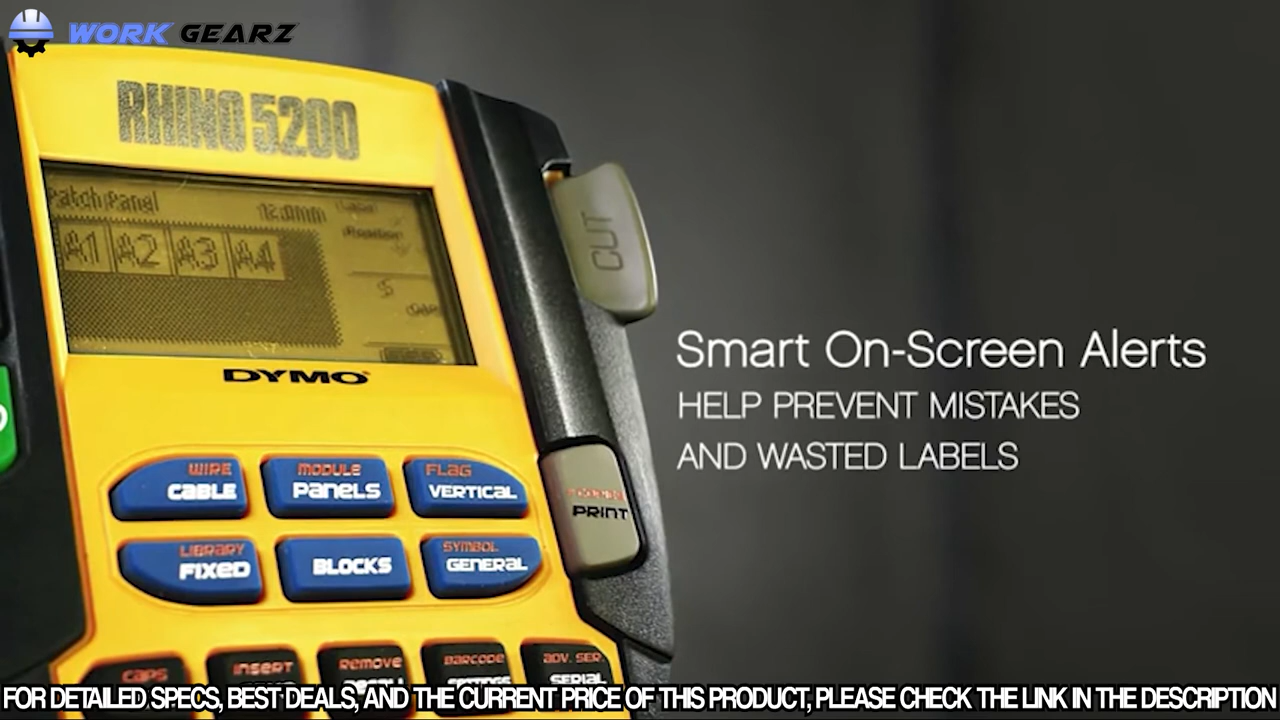 WORK GEARZ
RHINO 5200
Patch Panel
12.0mm
A1 A2 A3 A4
CUT
DYMO
Smart On-Screen Alerts
HELP PREVENT MISTAKES
AND WASTED LABELS
WIRE
CABLE
MODULE
PANELS
FLAG
VERTICAL
PRINT
LIBRARY
FIXED
BLOCKS
SYMBOL
GENERAL
CAPS
INSERT
REMOVE
BARCODE
SETTINGS
ADV. SER.
SERIAL
FOR DETAILED SPECS, BEST DEALS, AND THE CURRENT PRICE OF THIS PRODUCT, PLEASE CHECK THE LINK IN THE DESCRIPTION